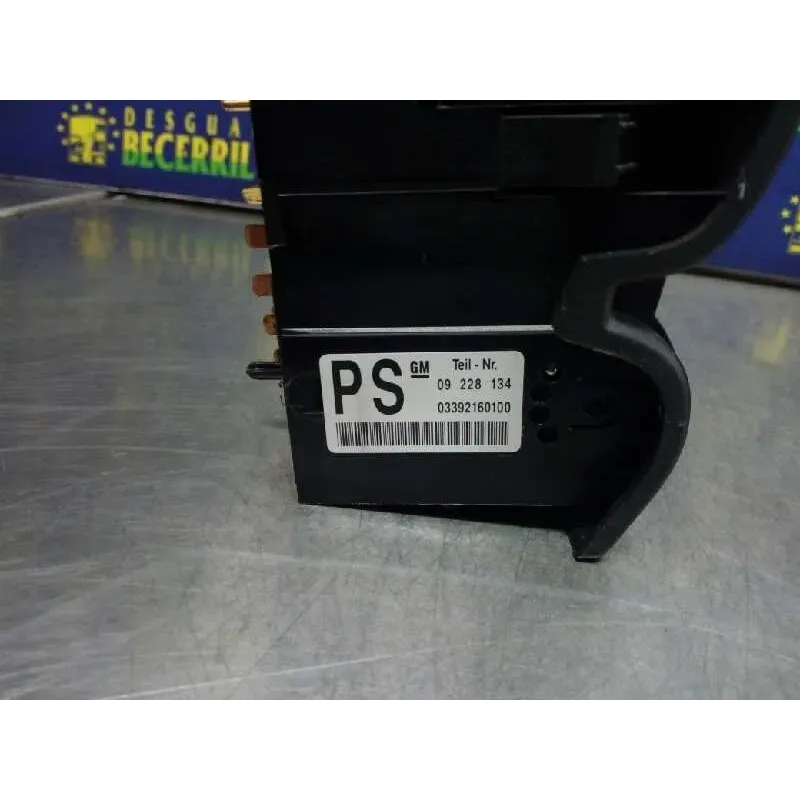 DESGUA
BECERRIL
PS GM Teil - Nr.
09 228 134
03392160100